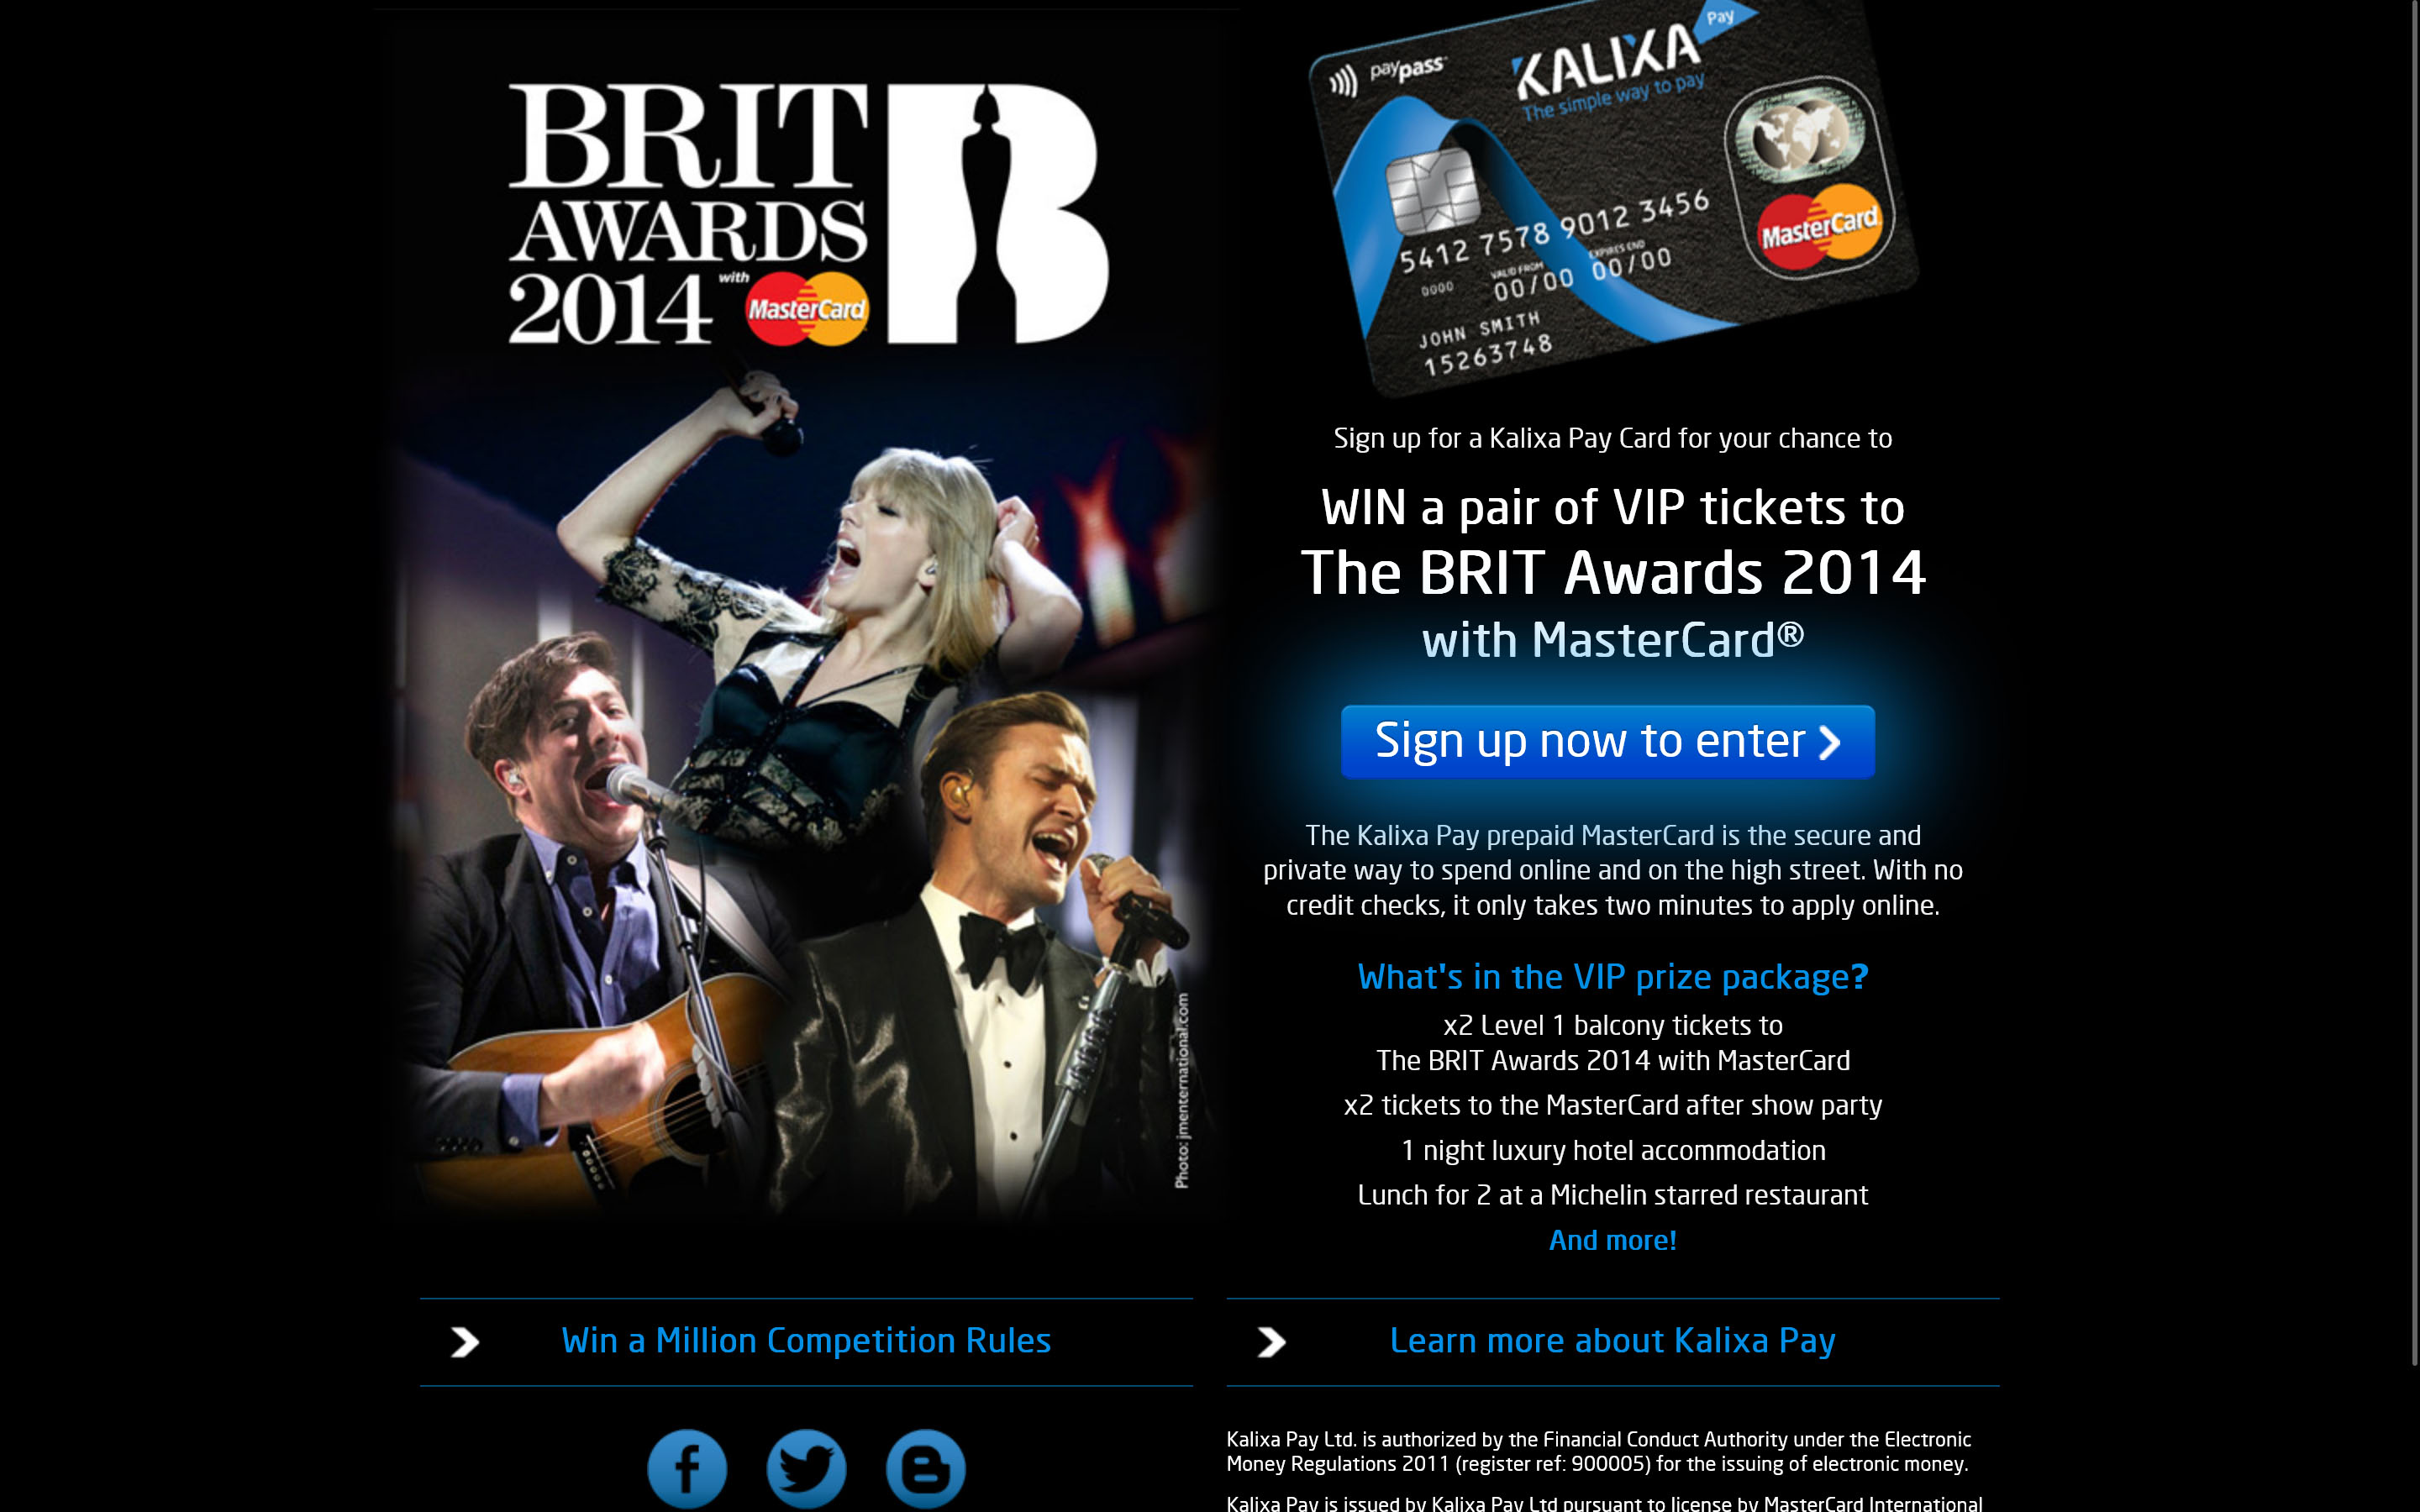 BRIT
AWARDS
2014 with MasterCard
paypass
KALIXA Pay
The simple way to pay
5412 7578 9012 3456
0000 VALID FROM 00/00 EXPIRES END 00/00
JOHN SMITH
15263748
MasterCard
Sign up for a Kalixa Pay Card for your chance to
WIN a pair of VIP tickets to
The BRIT Awards 2014
with MasterCard®
Sign up now to enter
The Kalixa Pay prepaid MasterCard is the secure and
private way to spend online and on the high street. With no
credit checks, it only takes two minutes to apply online.
What's in the VIP prize package?
x2 Level 1 balcony tickets to
The BRIT Awards 2014 with MasterCard
x2 tickets to the MasterCard after show party
1 night luxury hotel accommodation
Lunch for 2 at a Michelin starred restaurant
And more!
Photo: jmenternational.com
Win a Million Competition Rules
Learn more about Kalixa Pay
Kalixa Pay Ltd. is authorized by the Financial Conduct Authority under the Electronic
Money Regulations 2011 (register ref: 900005) for the issuing of electronic money.
Kalixa Pay is issued by Kalixa Pay Ltd pursuant to license by MasterCard International